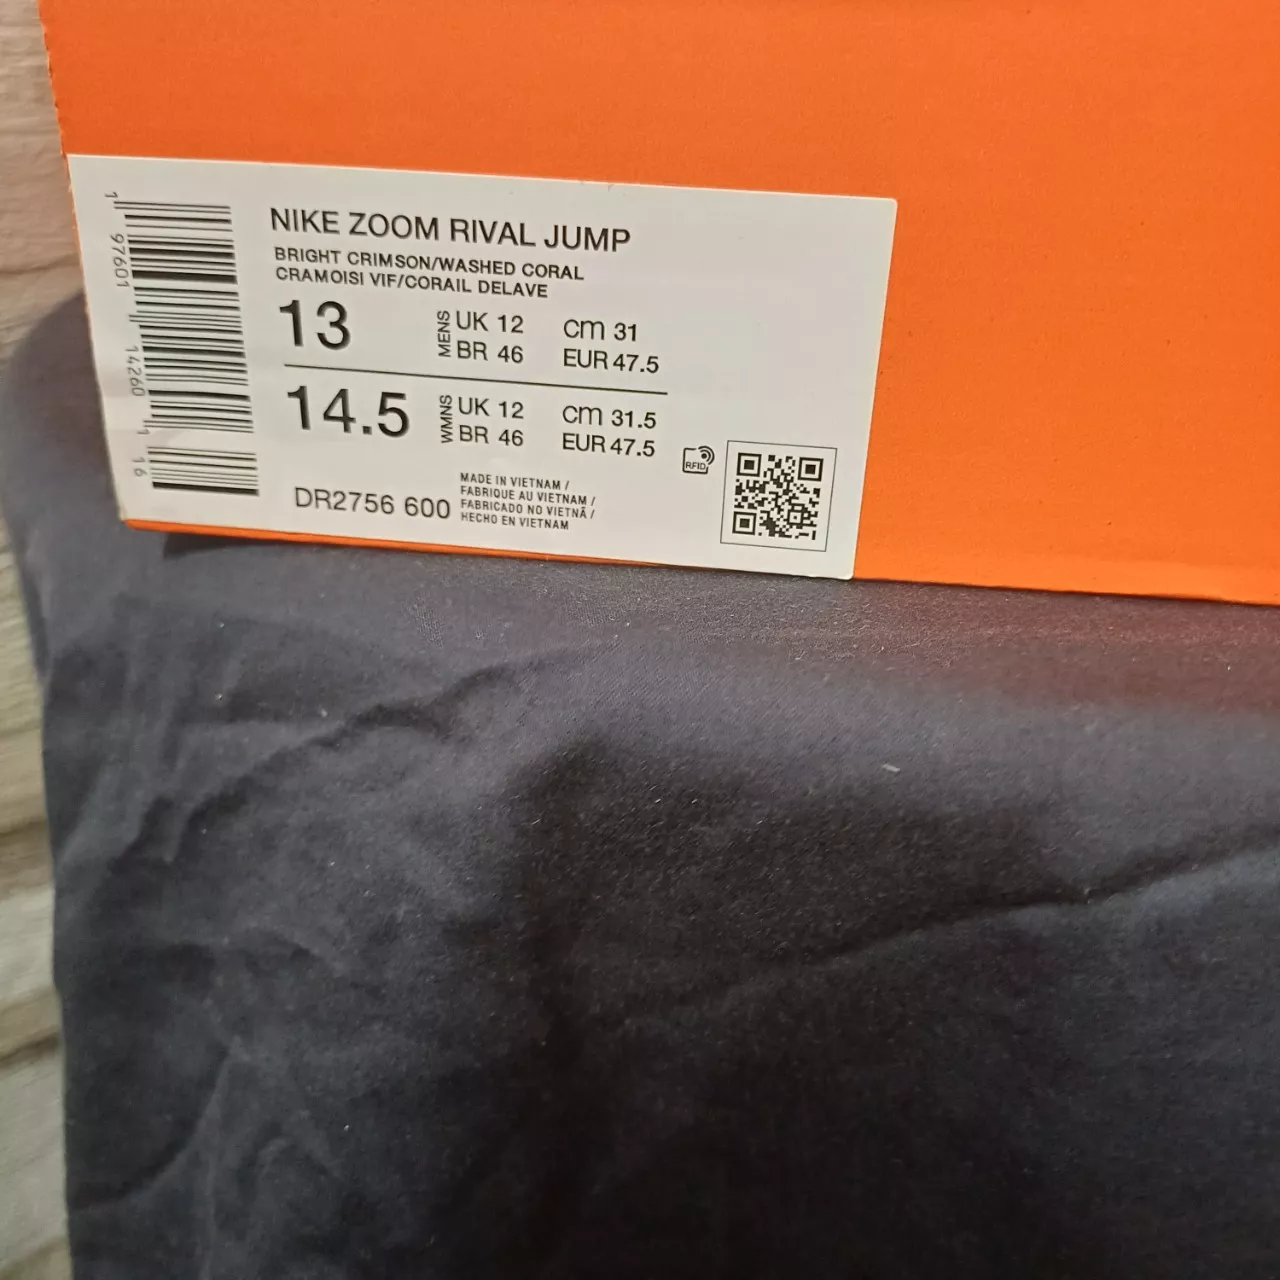 NIKE ZOOM RIVAL JUMP
BRIGHT CRIMSON/WASHED CORAL
CRAMOISI VIF/CORAIL DELAVE
13 MENS UK 12 cm 31
BR 46 EUR 47.5
14.5 WMNS UK 12 cm 31.5
BR 46 EUR 47.5
RFID
DR2756 600
MADE IN VIETNAM /
FABRIQUE AU VIETNAM /
FABRICADO NO VIETNÃ /
HECHO EN VIETNAM
1 97601 14260 1 16